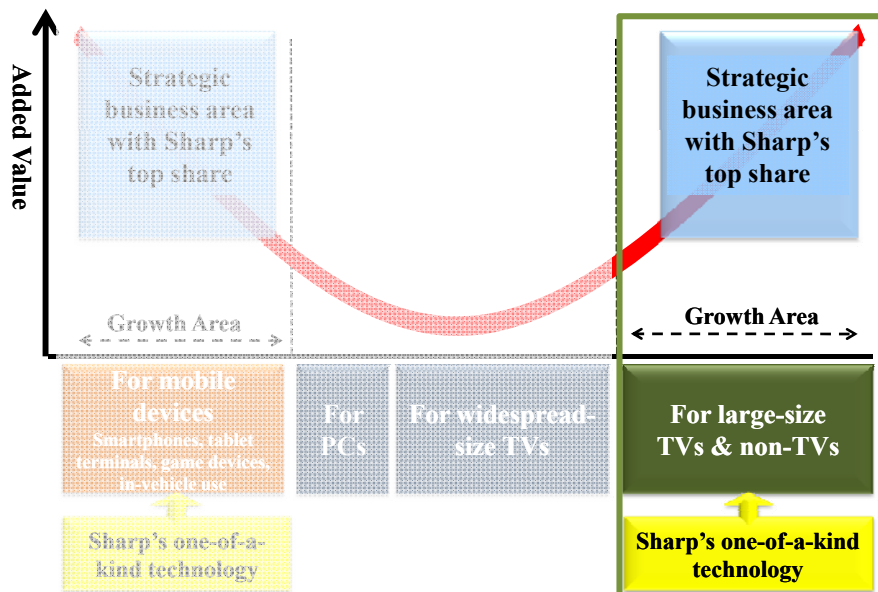 Added Value
Strategic
business area
with Sharp's
top share
Strategic
business area
with Sharp's
top share
Growth Area
Growth Area
For mobile
devices
Smartphones, tablet
terminals, game devices,
in-vehicle use
For
PCs
For widespread-
size TVs
For large-size
TVs & non-TVs
Sharp's one-of-a-
kind technology
Sharp's one-of-a-kind
technology